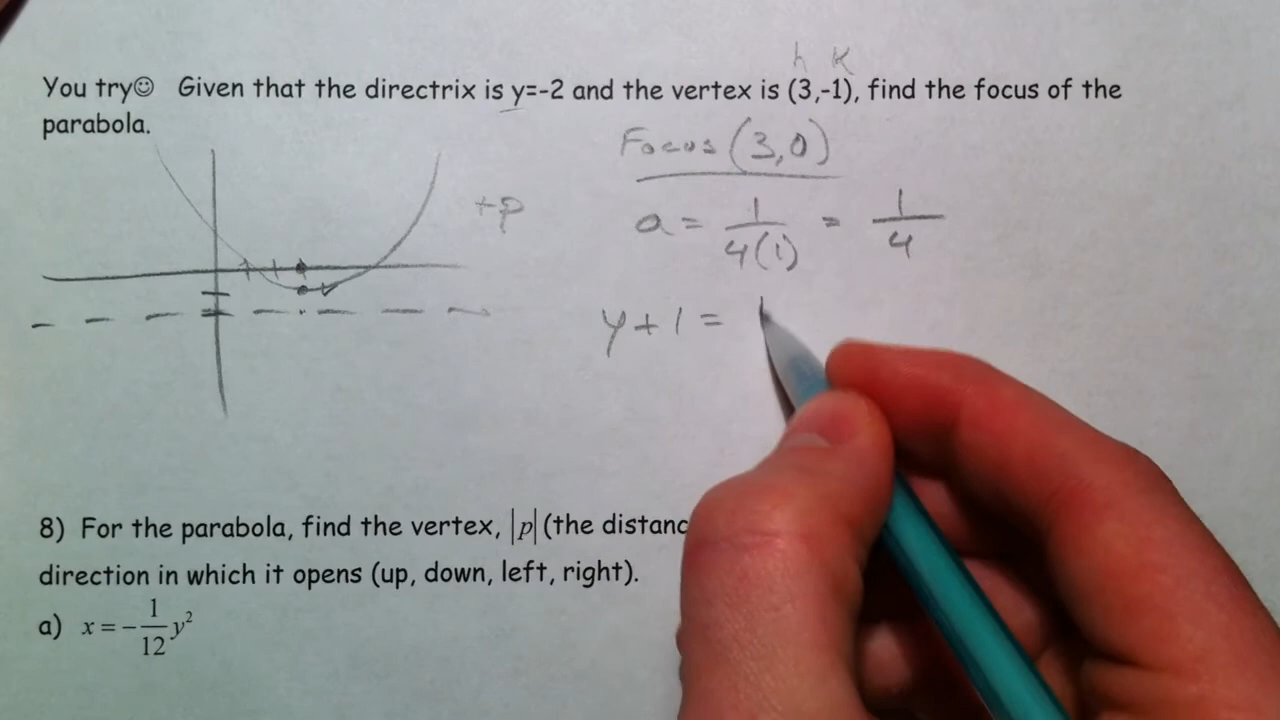 h K
You try☺ Given that the directrix is y=-2 and the vertex is (3,-1), find the focus of the
parabola.
Focus (3,0)
+p
a = 1/4(1) = 1/4
y + 1 =
8) For the parabola, find the vertex, |p| (the distanc
direction in which it opens (up, down, left, right).
a) x = -1/12 y²